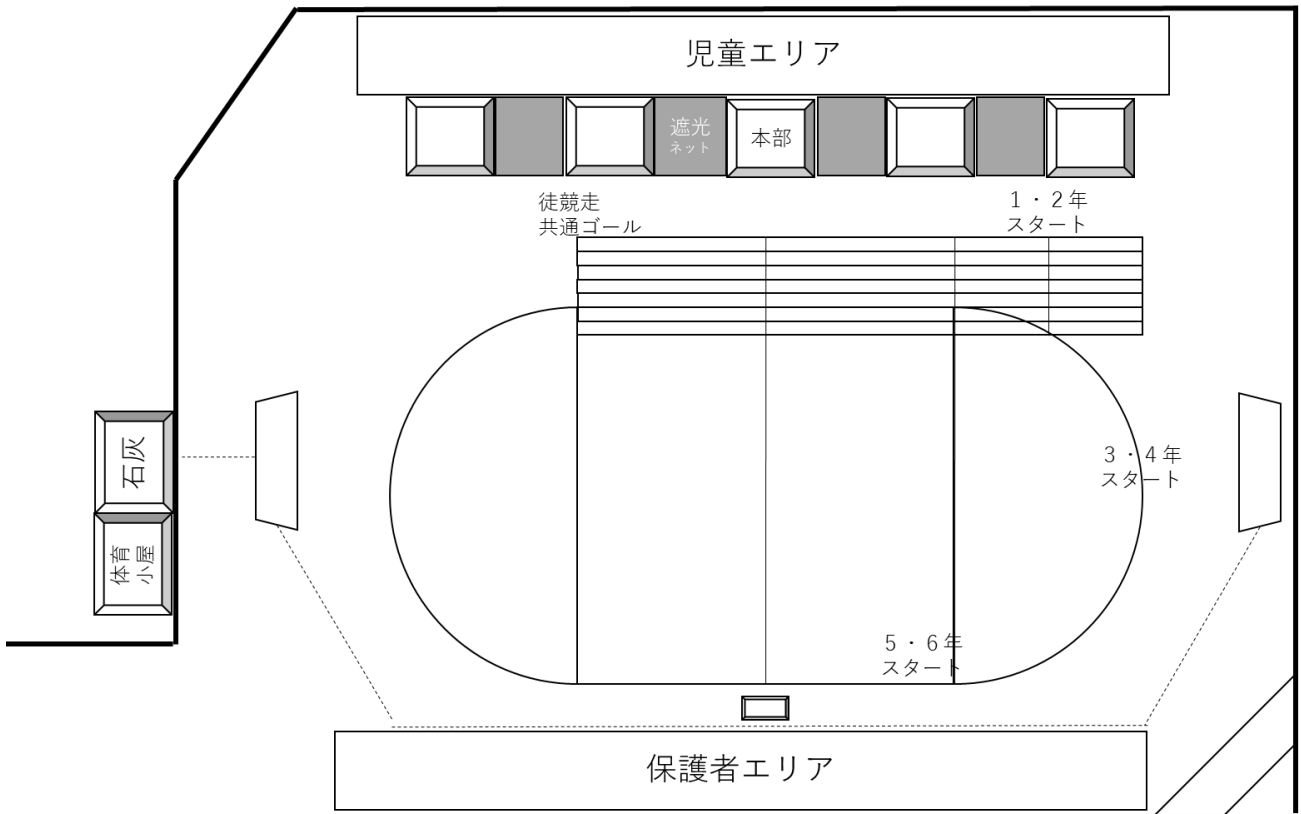 児童エリア
遮光
ネット
本部
徒競走
共通ゴール
１・２年
スタート
３・４年
スタート
石灰
体育
小屋
５・６年
スタート
保護者エリア